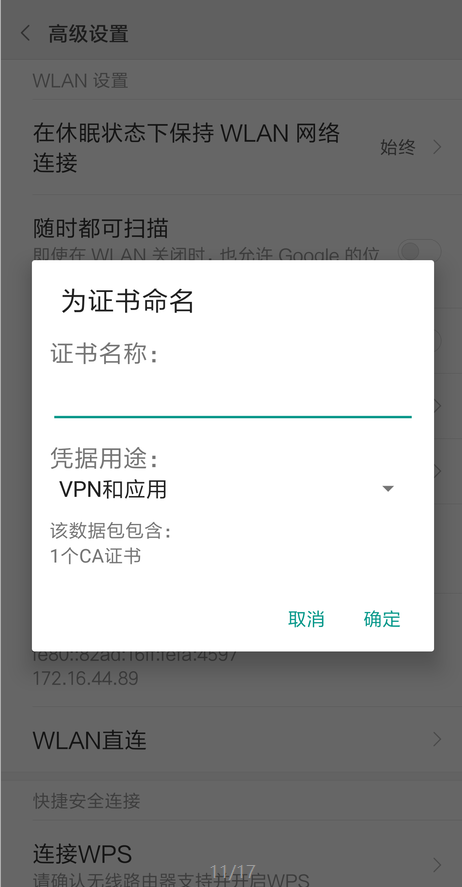 高级设置
WLAN 设置
在休眠状态下保持 WLAN 网络
连接
始终
随时都可扫描
即使在 WLAN 关闭时，也允许 Google 的位
为证书命名
证书名称：
凭据用途：
VPN和应用
该数据包包含：
1个CA证书
取消
确定
fe80::82ad:16ff:fefa:4597
172.16.44.89
WLAN直连
快捷安全连接
连接WPS
11/17
请确认无线路由器支持并开启WPS